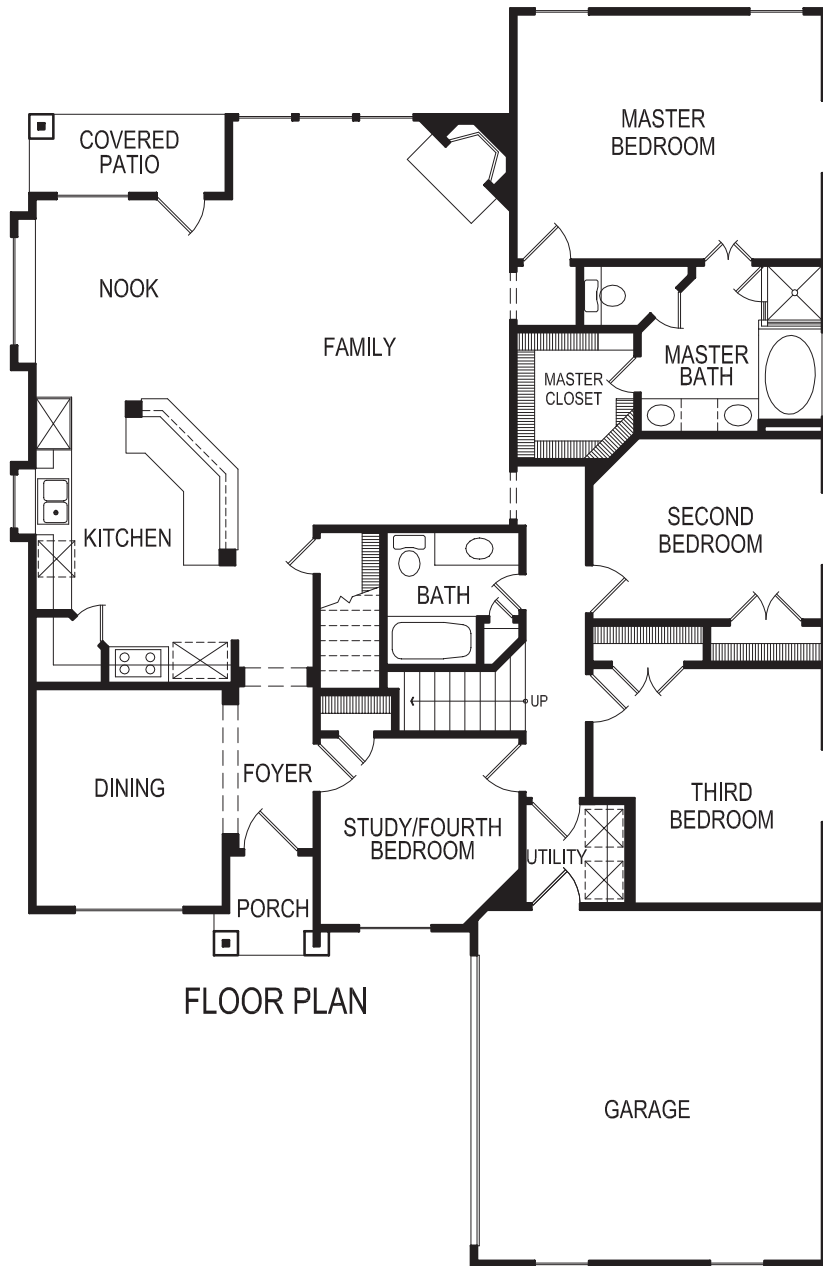 MASTER
BEDROOM
COVERED
PATIO
NOOK
FAMILY
MASTER
BATH
MASTER
CLOSET
SECOND
BEDROOM
KITCHEN
BATH
UP
FOYER
DINING
THIRD
BEDROOM
STUDY/FOURTH
BEDROOM
UTILITY
PORCH
FLOOR PLAN
GARAGE